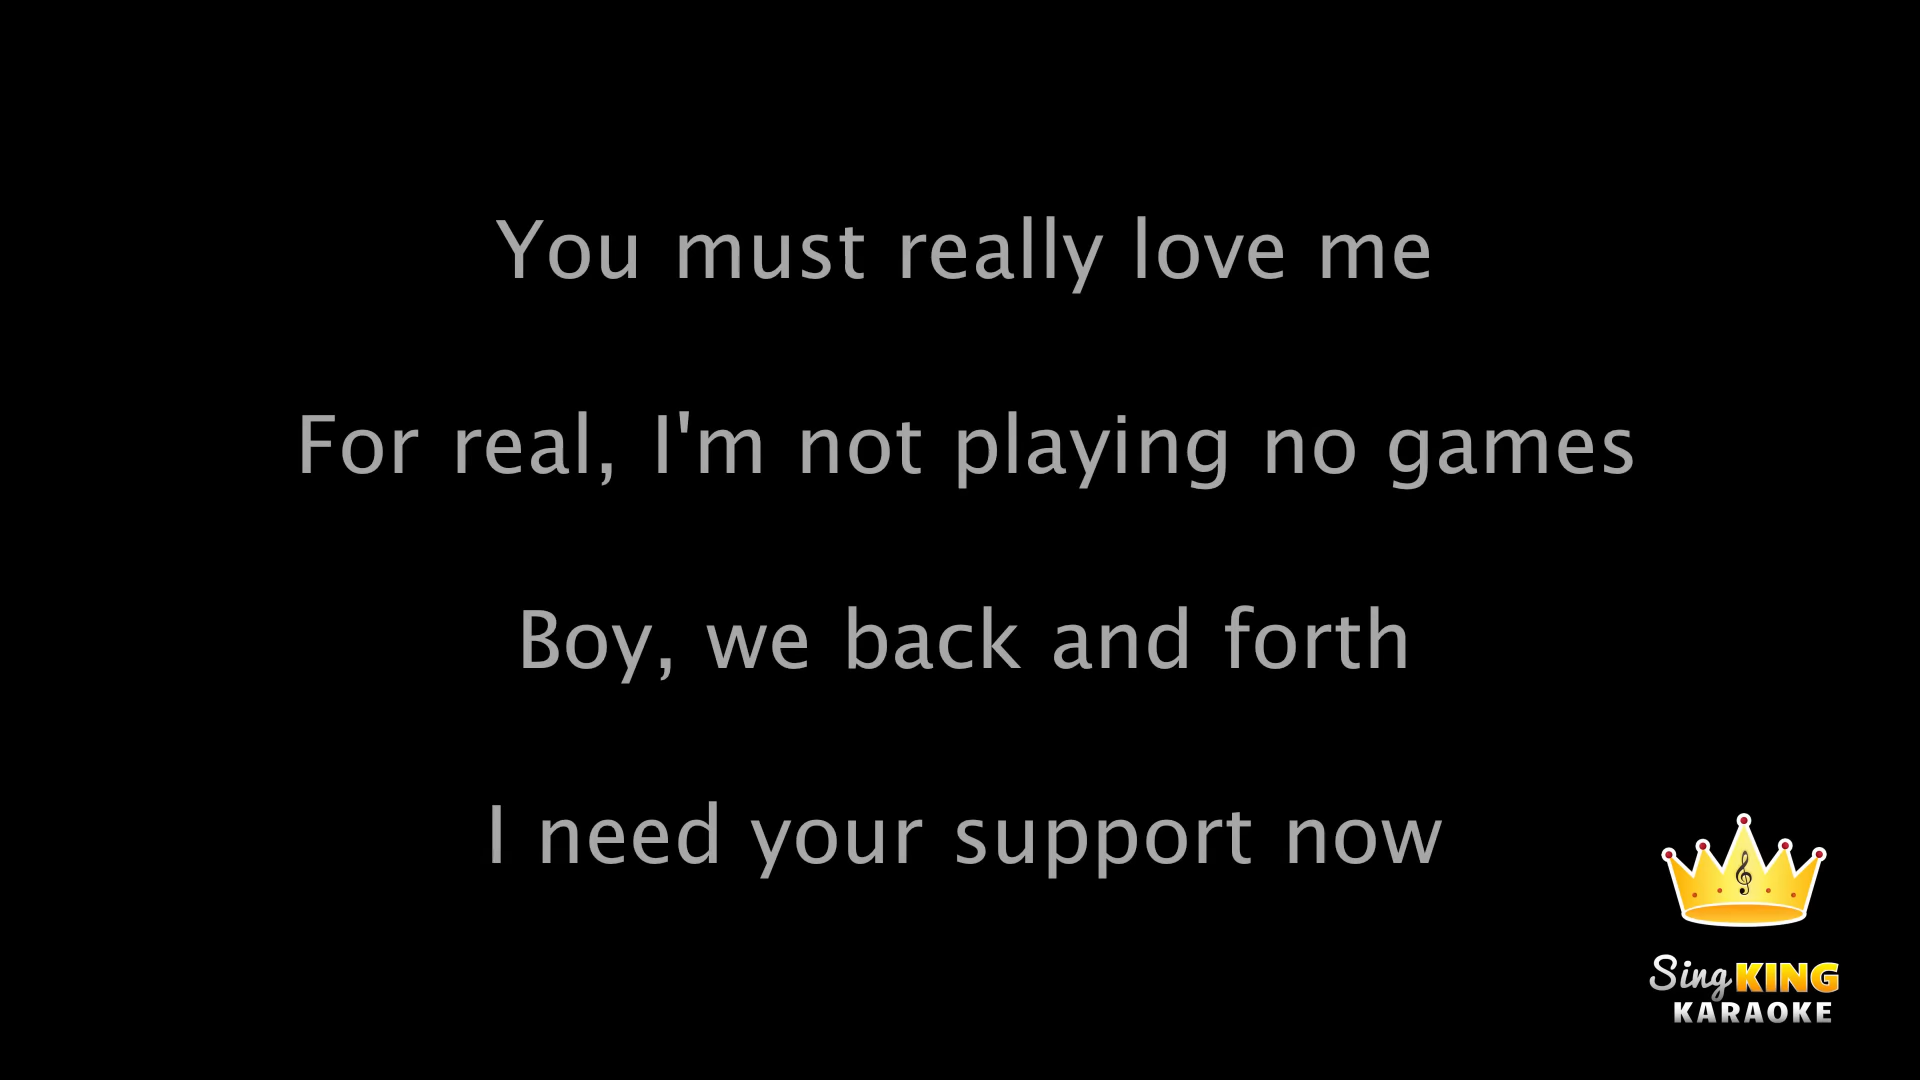 You must really love me
For real, I'm not playing no games
Boy, we back and forth
I need your support now
Sing KING
KARAOKE